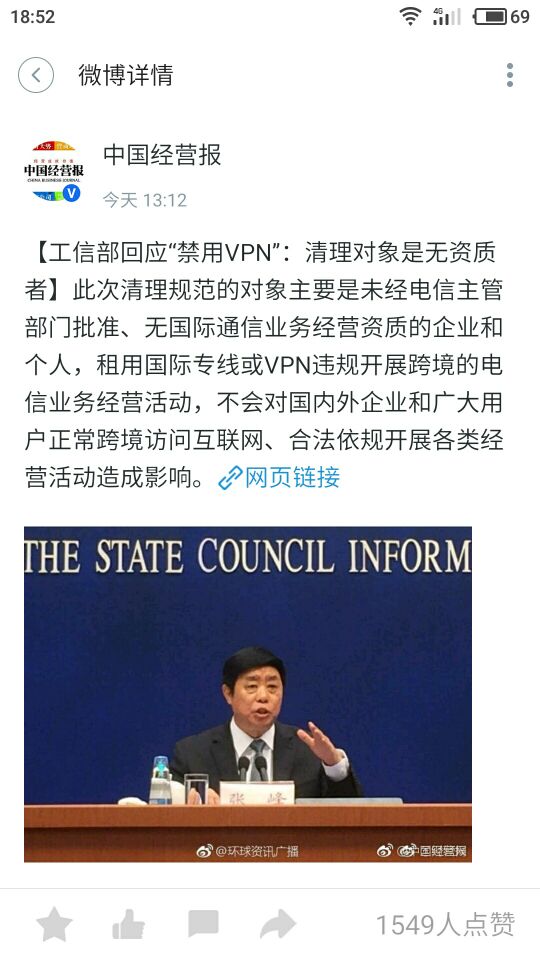 18:52
4G
69
微博详情
中国经营报
CHINA BUSINESS JOURNAL
V
中国经营报
今天 13:12
【工信部回应“禁用VPN”：清理对象是无资质
者】此次清理规范的对象主要是未经电信主管
部门批准、无国际通信业务经营资质的企业和
个人，租用国际专线或VPN违规开展跨境的电
信业务经营活动，不会对国内外企业和广大用
户正常跨境访问互联网、合法依规开展各类经
营活动造成影响。网页链接
THE STATE COUNCIL INFORM
张 峰
@环球资讯广播
@中国经营报
1549人点赞